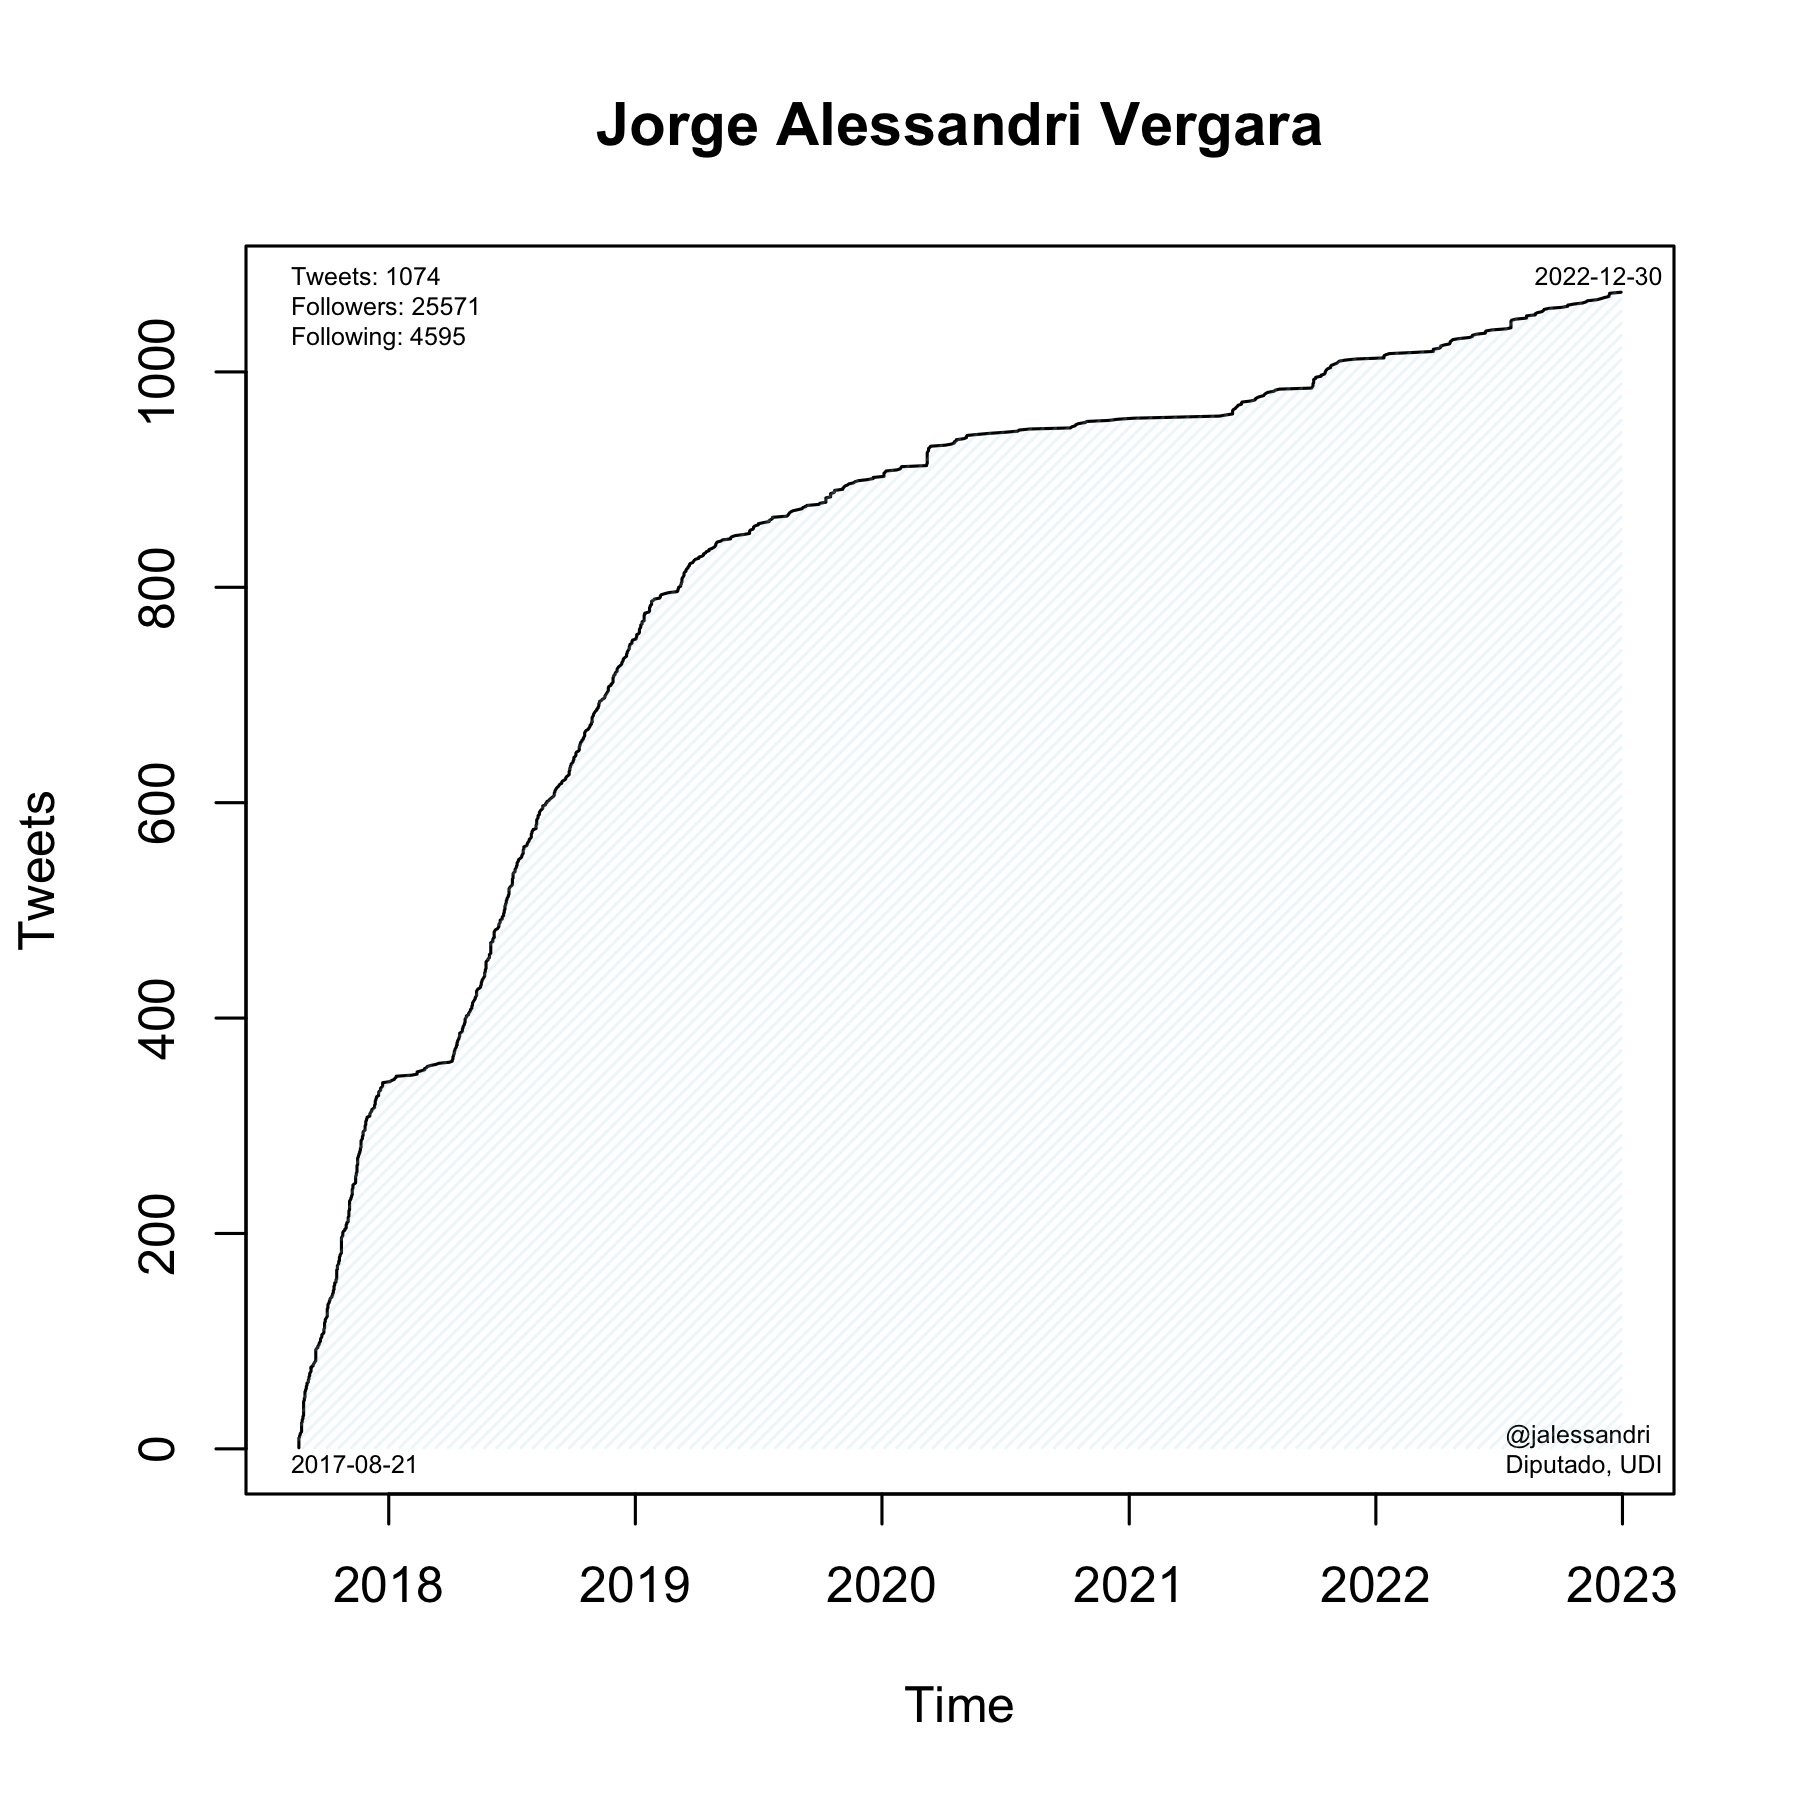 Jorge Alessandri Vergara
Tweets: 1074
Followers: 25571
Following: 4595
2022-12-30
Tweets
1000
800
600
400
200
0
2017-08-21
@jalessandri
Diputado, UDI
2018 2019 2020 2021 2022 2023
Time